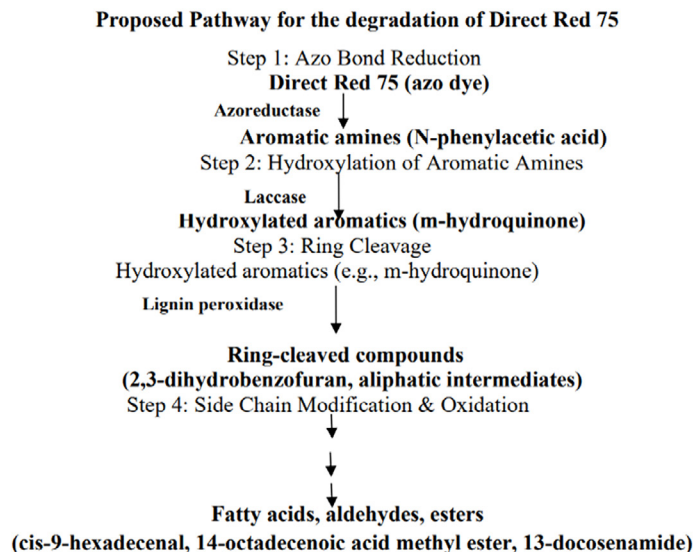 Proposed Pathway for the degradation of Direct Red 75
Step 1: Azo Bond Reduction
Direct Red 75 (azo dye)
Azoreductase
Aromatic amines (N-phenylacetic acid)
Step 2: Hydroxylation of Aromatic Amines
Laccase
Hydroxylated aromatics (m-hydroquinone)
Step 3: Ring Cleavage
Hydroxylated aromatics (e.g., m-hydroquinone)
Lignin peroxidase
Ring-cleaved compounds
(2,3-dihydrobenzofuran, aliphatic intermediates)
Step 4: Side Chain Modification & Oxidation
Fatty acids, aldehydes, esters
(cis-9-hexadecenal, 14-octadecenoic acid methyl ester, 13-docosenamide)